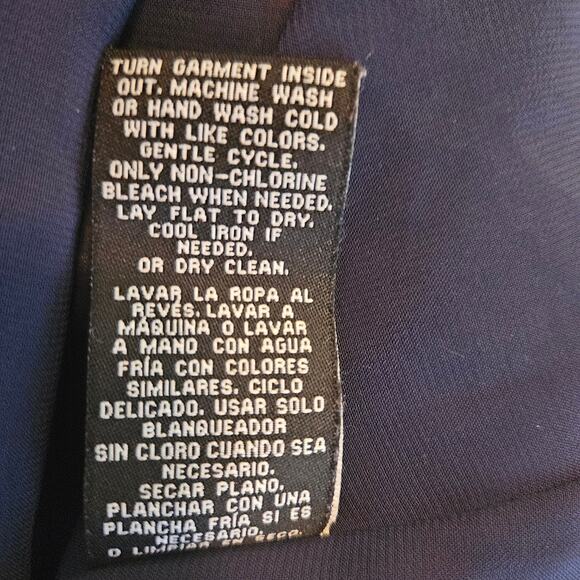 TURN GARMENT INSIDE
OUT. MACHINE WASH
OR HAND WASH COLD
WITH LIKE COLORS.
GENTLE CYCLE.
ONLY NON-CHLORINE
BLEACH WHEN NEEDED.
LAY FLAT TO DRY.
COOL IRON IF
NEEDED.
OR DRY CLEAN.
LAVAR LA ROPA AL
REVÉS. LAVAR A
MÁQUINA O LAVAR
A MANO CON AGUA
FRÍA CON COLORES
SIMILARES. CICLO
DELICADO. USAR SOLO
BLANQUEADOR
SIN CLORO CUANDO SEA
NECESARIO.
SECAR PLANO.
PLANCHAR CON UNA
PLANCHA FRÍA SI ES
NECESARIO.
O LIMPIAR EN SECO.